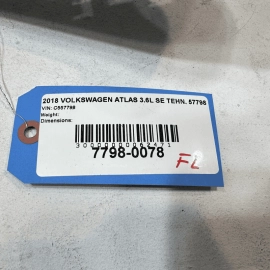 2018 VOLKSWAGEN ATLAS 3.6L SE TEHN. 57798
VIN: C557798
Weight:
Dimensions:
7798-0078
FL